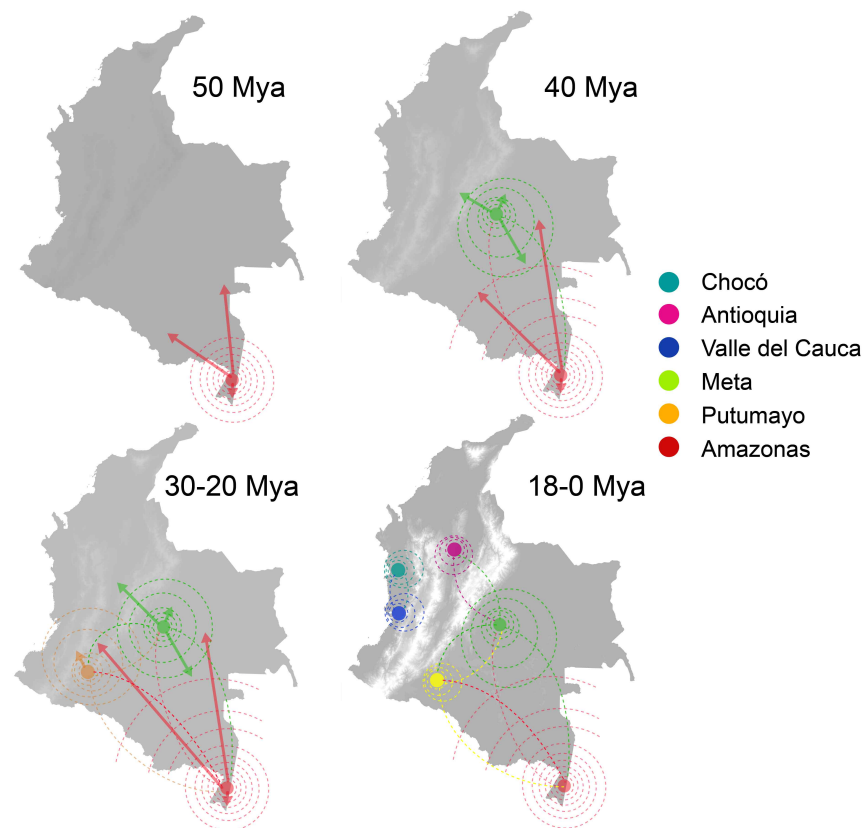 50 Mya
40 Mya
Chocó
Antioquia
Valle del Cauca
Meta
Putumayo
Amazonas
30-20 Mya
18-0 Mya